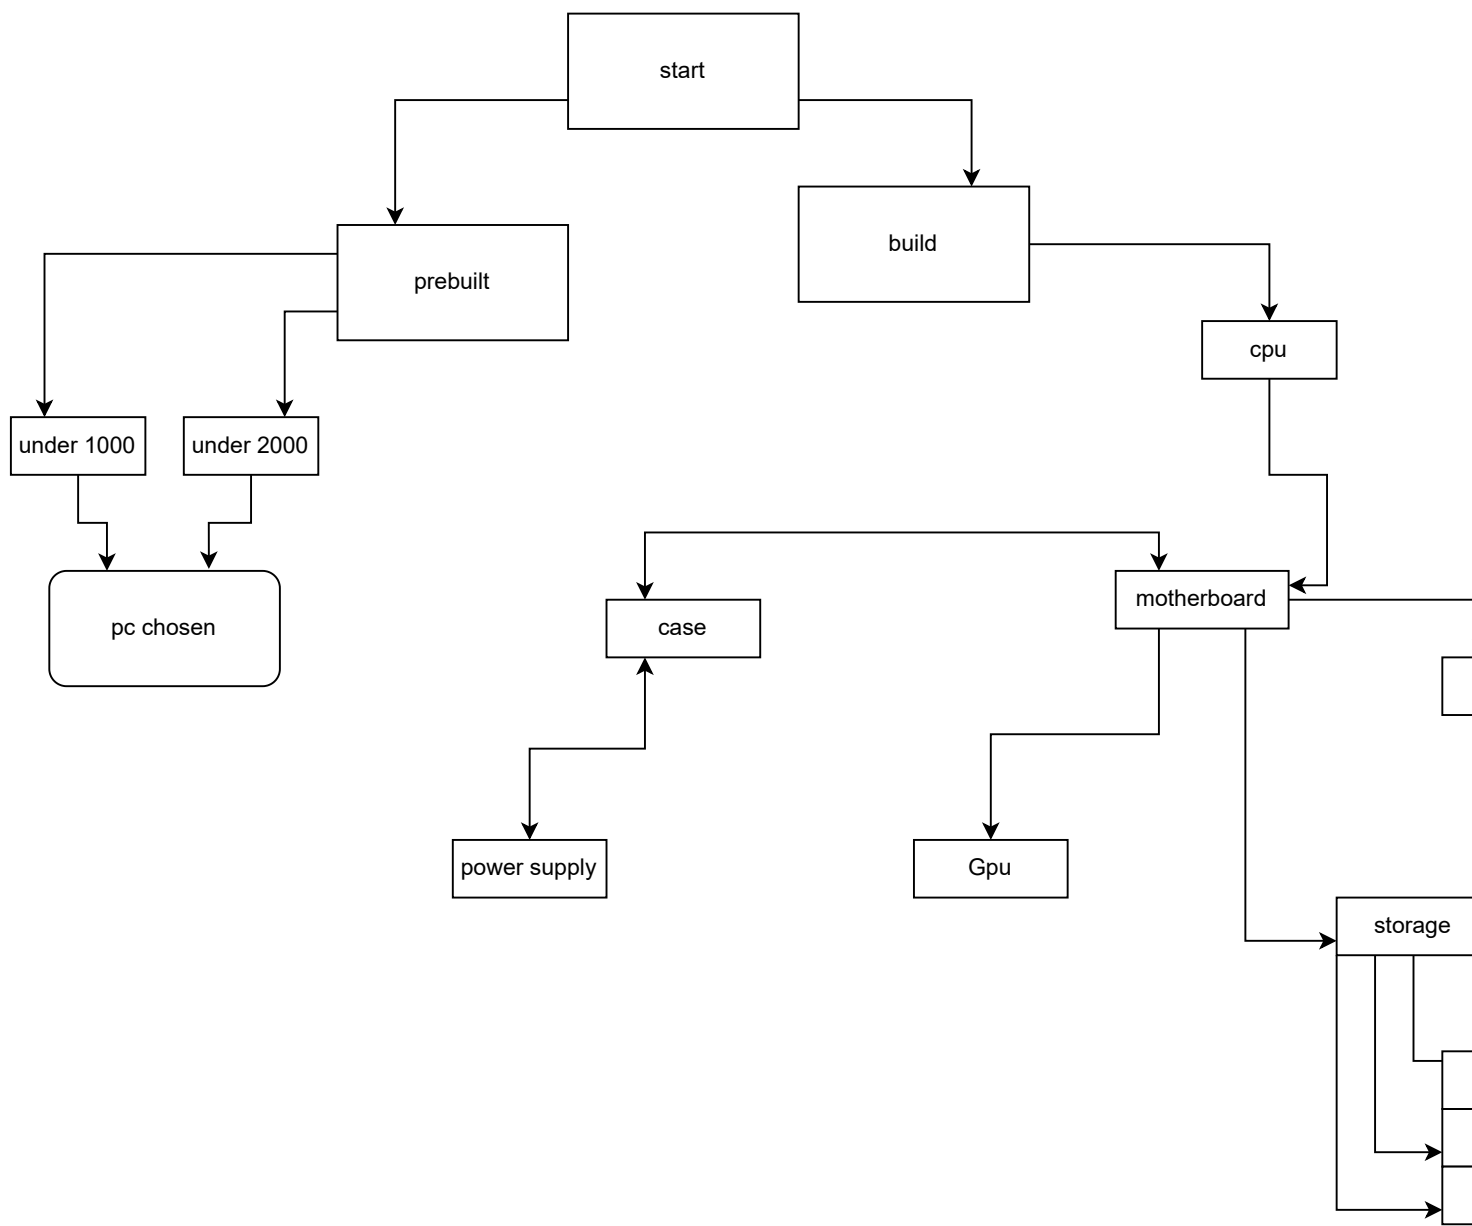 start
build
prebuilt
cpu
under 1000
under 2000
motherboard
pc chosen
case
power supply
Gpu
storage